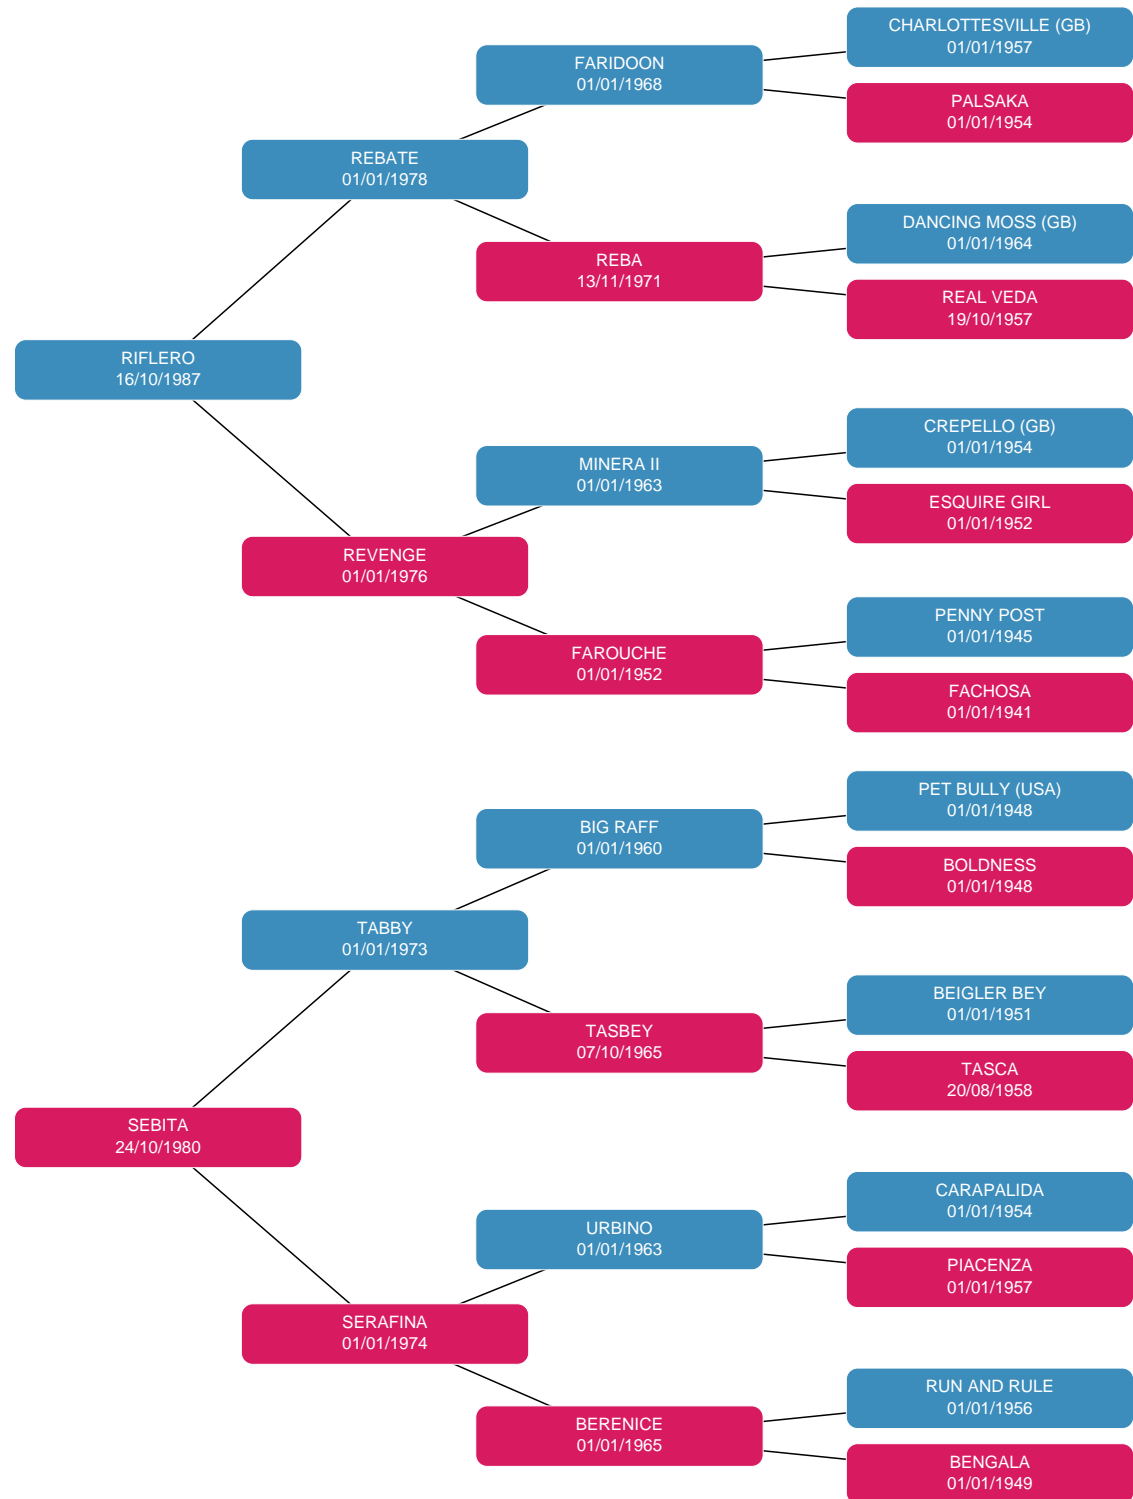 CHARLOTTESVILLE (GB)
01/01/1957
FARIDOON
01/01/1968
PALSAKA
01/01/1954
REBATE
01/01/1978
DANCING MOSS (GB)
01/01/1964
REBA
13/11/1971
REAL VEDA
19/10/1957
RIFLERO
16/10/1987
CREPELLO (GB)
01/01/1954
MINERA II
01/01/1963
ESQUIRE GIRL
01/01/1952
REVENGE
01/01/1976
PENNY POST
01/01/1945
FAROUCHE
01/01/1952
FACHOSA
01/01/1941
PET BULLY (USA)
01/01/1948
BIG RAFF
01/01/1960
BOLDNESS
01/01/1948
TABBY
01/01/1973
BEIGLER BEY
01/01/1951
TASBEY
07/10/1965
TASCA
20/08/1958
SEBITA
24/10/1980
CARAPALIDA
01/01/1954
URBINO
01/01/1963
PIACENZA
01/01/1957
SERAFINA
01/01/1974
RUN AND RULE
01/01/1956
BERENICE
01/01/1965
BENGALA
01/01/1949